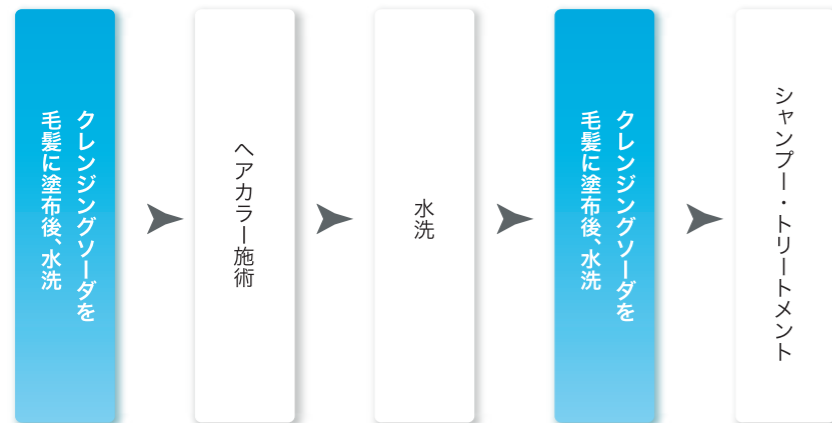 クレンジングソーダを
毛髪に塗布後、水洗
ヘアカラー施術
水洗
クレンジングソーダを
毛髪に塗布後、水洗
シャンプー・トリートメント